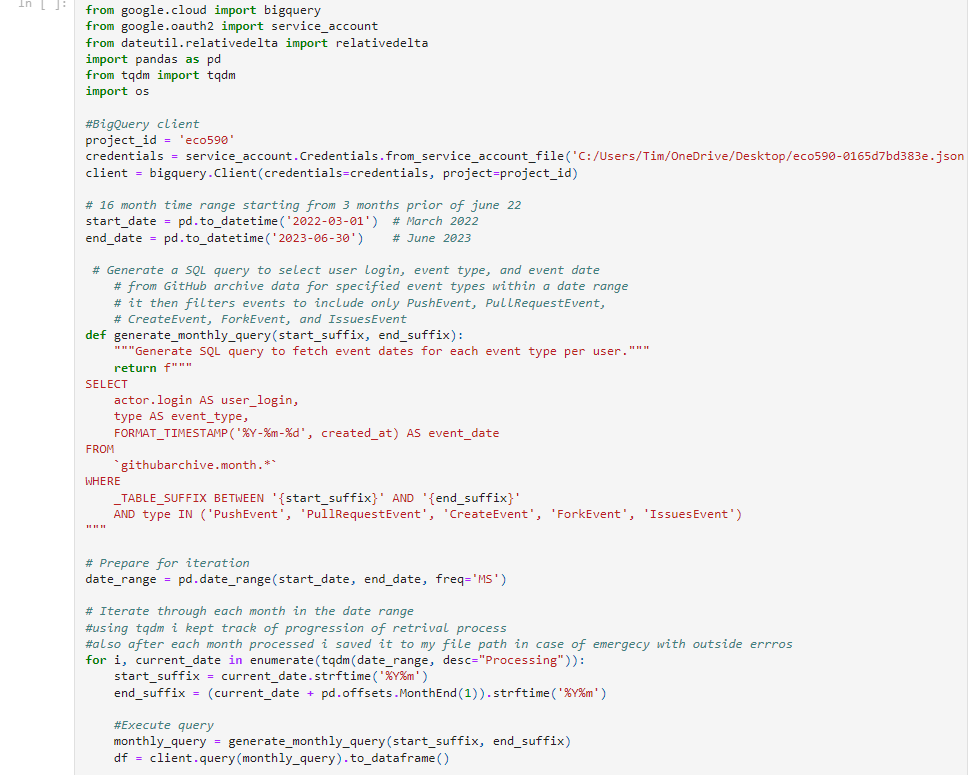 In [ ]:
from google.cloud import bigquery
from google.oauth2 import service_account
from dateutil.relativedelta import relativedelta
import pandas as pd
from tqdm import tqdm
import os

#BigQuery client
project_id = 'eco590'
credentials = service_account.Credentials.from_service_account_file('C:/Users/Tim/OneDrive/Desktop/eco590-0165d7bd383e.json
client = bigquery.Client(credentials=credentials, project=project_id)

# 16 month time range starting from 3 months prior of june 22
start_date = pd.to_datetime('2022-03-01')  # March 2022
end_date = pd.to_datetime('2023-06-30')    # June 2023

 # Generate a SQL query to select user login, event type, and event date
    # from GitHub archive data for specified event types within a date range
    # it then filters events to include only PushEvent, PullRequestEvent,
    # CreateEvent, ForkEvent, and IssuesEvent
def generate_monthly_query(start_suffix, end_suffix):
    """Generate SQL query to fetch event dates for each event type per user."""
    return f"""
SELECT
    actor.login AS user_login,
    type AS event_type,
    FORMAT_TIMESTAMP('%Y-%m-%d', created_at) AS event_date
FROM
    `githubarchive.month.*`
WHERE
    _TABLE_SUFFIX BETWEEN '{start_suffix}' AND '{end_suffix}'
    AND type IN ('PushEvent', 'PullRequestEvent', 'CreateEvent', 'ForkEvent', 'IssuesEvent')
"""

# Prepare for iteration
date_range = pd.date_range(start_date, end_date, freq='MS')

# Iterate through each month in the date range
#using tqdm i kept track of progression of retrival process
#also after each month processed i saved it to my file path in case of emergecy with outside errros
for i, current_date in enumerate(tqdm(date_range, desc="Processing")):
    start_suffix = current_date.strftime('%Y%m')
    end_suffix = (current_date + pd.offsets.MonthEnd(1)).strftime('%Y%m')

    #Execute query
    monthly_query = generate_monthly_query(start_suffix, end_suffix)
    df = client.query(monthly_query).to_dataframe()